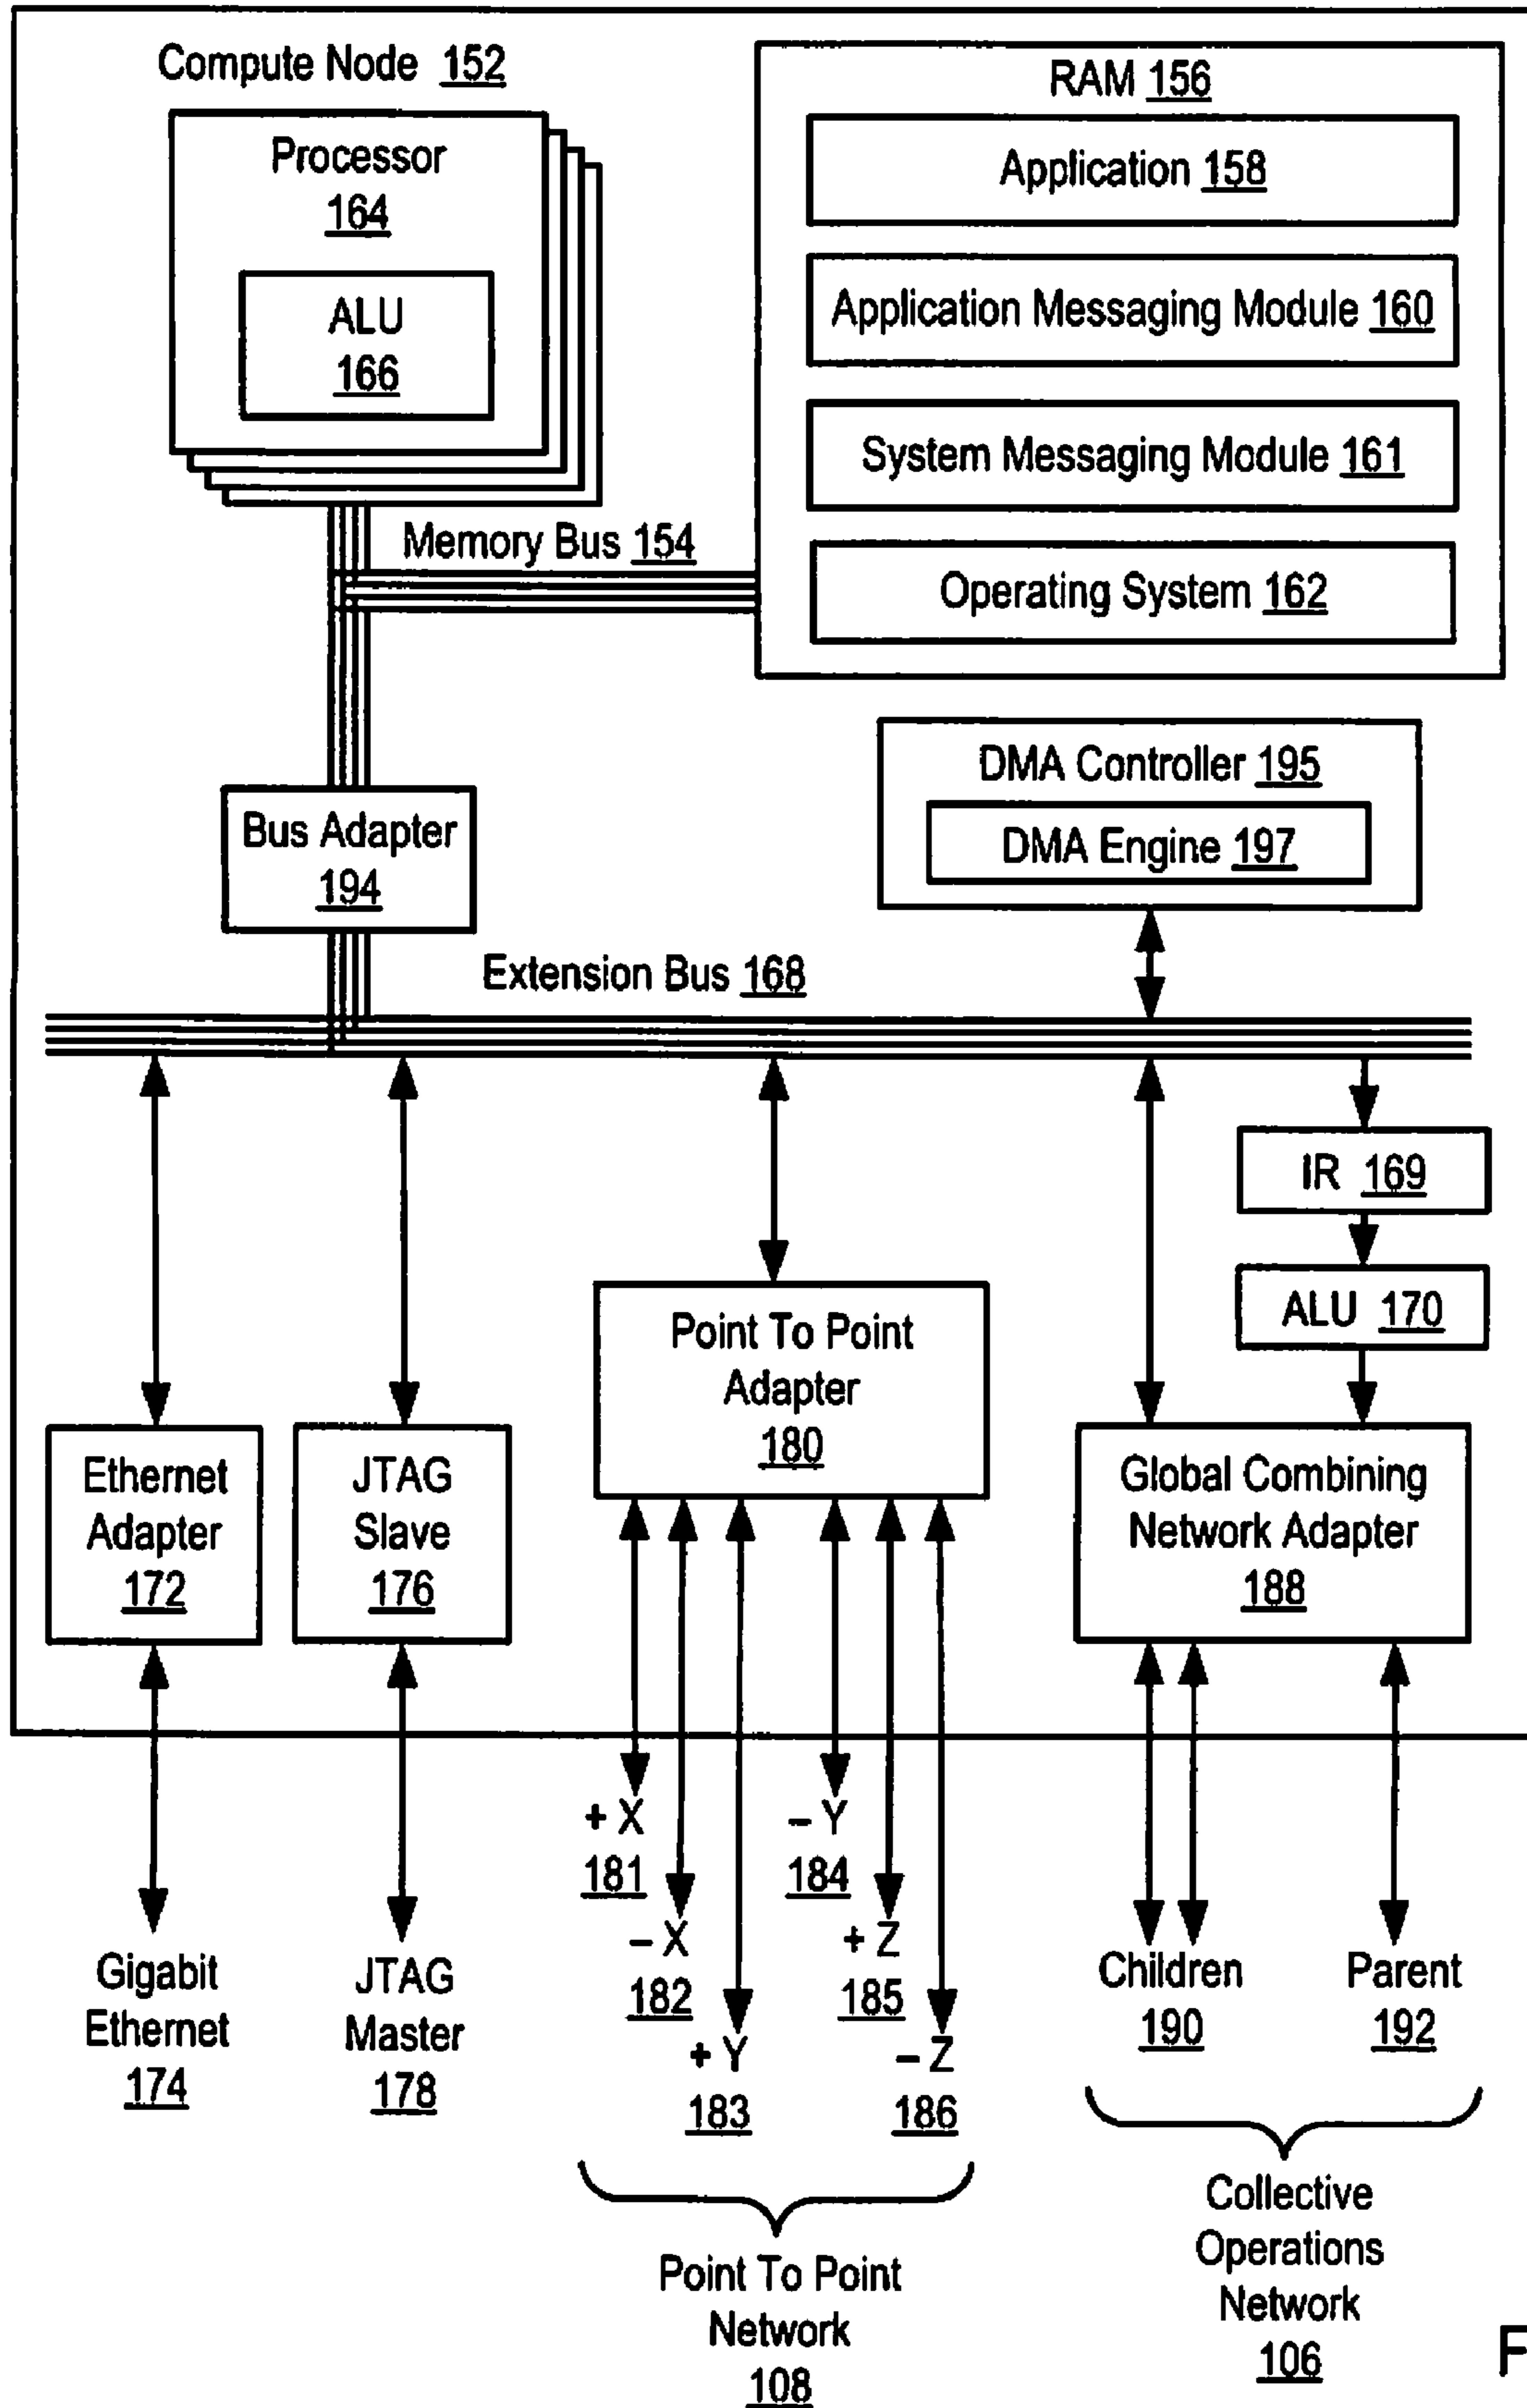 Compute Node 152
Processor
164
ALU
166
RAM 156
Application 158
Application Messaging Module 160
System Messaging Module 161
Operating System 162
Memory Bus 154
DMA Controller 195
DMA Engine 197
Bus Adapter
194
Extension Bus 168
IR 169
ALU 170
Point To Point
Adapter
180
Ethernet
Adapter
172
JTAG
Slave
176
Global Combining
Network Adapter
188
+ X
181
– X
182
+ Y
183
– Y
184
+ Z
185
– Z
186
Gigabit
Ethernet
174
JTAG
Master
178
Children
190
Parent
192
Point To Point
Network
108
Collective
Operations
Network
106
F